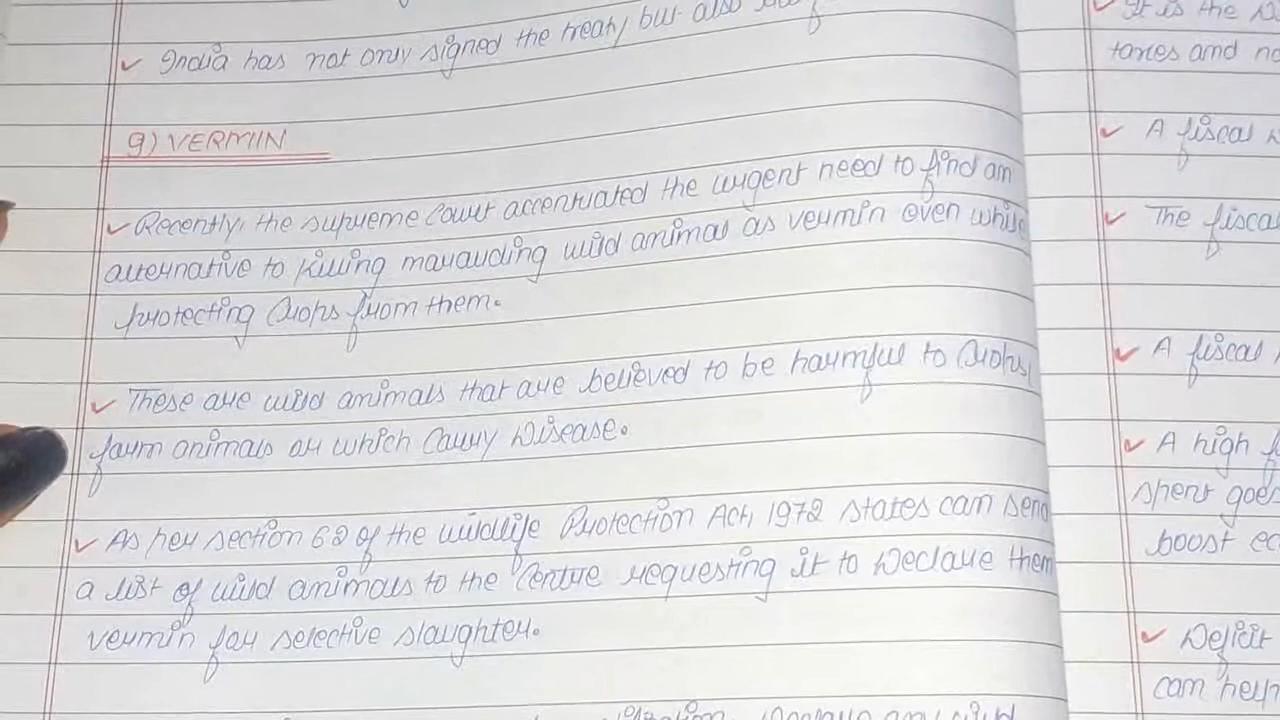 India has not only signed the treaty but also
9) VERMIN
Recently, the supreme Court accentuated the urgent need to find an
alternative to killing marauding wild animal as vermin even while
protecting Crops from them.
These are wild animals that are believed to be harmful to Crops,
farm animals or which Carry Disease.
As per section 62 of the wildlife Protection Act, 1972 states can send
a list of wild animals to the Centre requesting it to Declare them
vermin for selective slaughter.
It is the
taxes and
A fiscal
The fiscal
A fiscal
A high
spent goes
boost
Deficit
can help